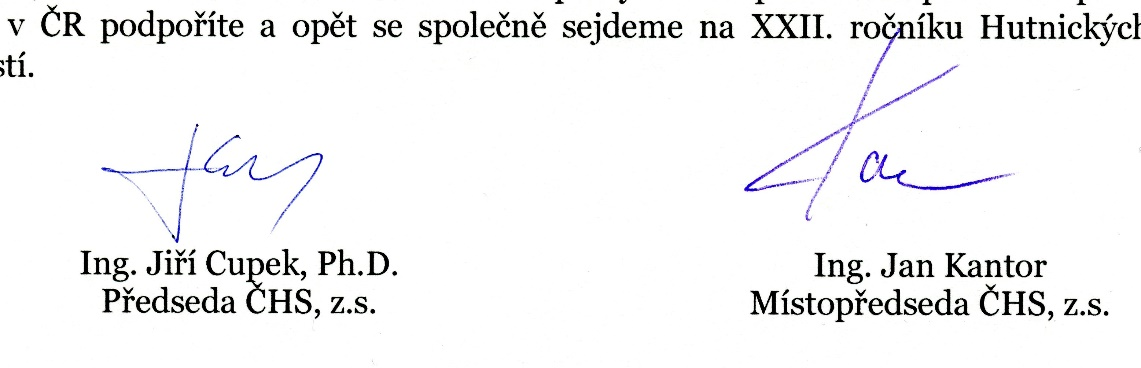 v ČR podpoříte a opět se společně sejdeme na XXII. ročníku Hutnických
stí.
Ing. Jiří Cupek, Ph.D.
Předseda ČHS, z.s.
Ing. Jan Kantor
Místopředseda ČHS, z.s.